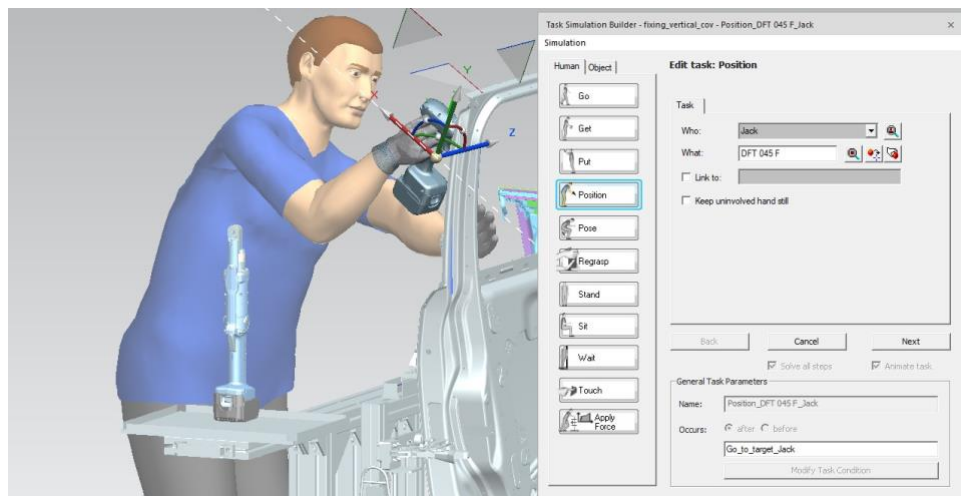 Task Simulation Builder - fixing_vertical_cov - Position_DFT 045 F_Jack
Simulation
Human Object
Edit task: Position
Go
Get
Put
Position
Pose
Regrasp
Stand
Sit
Wait
Touch
Apply
Force
Task
Who: Jack
What: DFT 045 F
Link to:
Keep uninvolved hand still
Back Cancel Next
Solve all steps Animate task
General Task Parameters
Name: Position_DFT 045 F_Jack
Occurs: after before
Go_to_target_Jack
Modify Task Condition
X
Y
Z